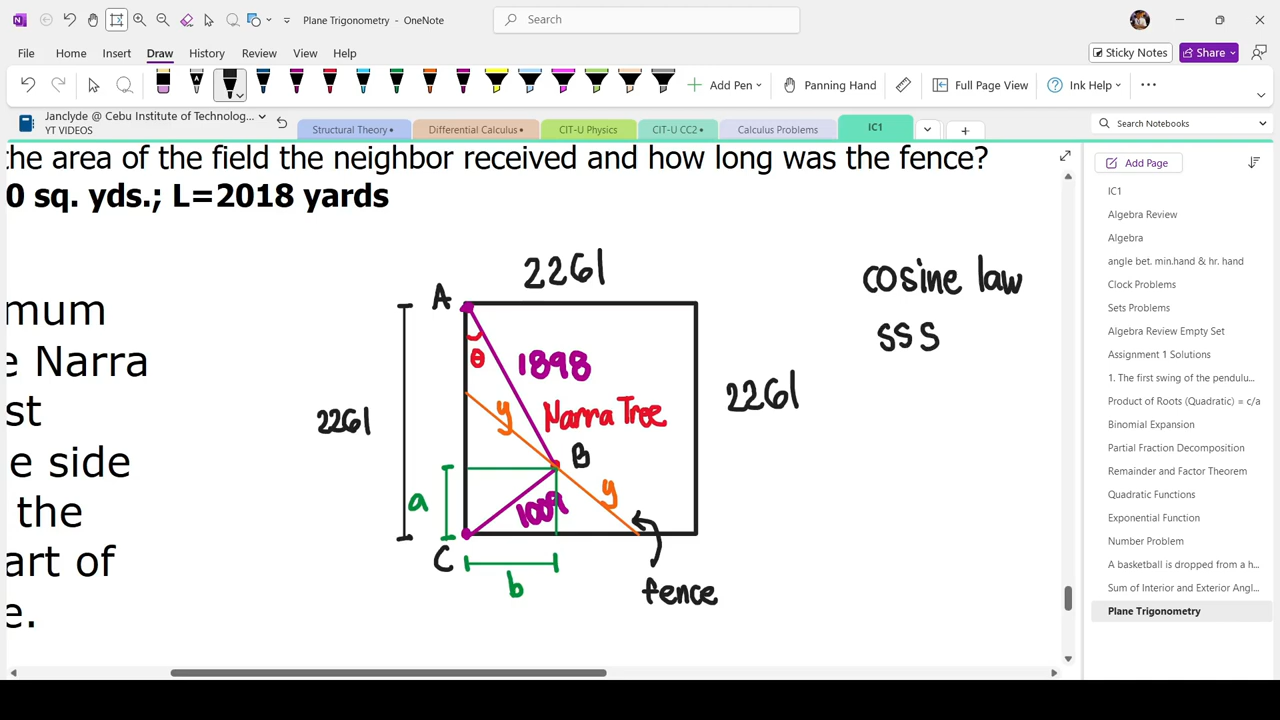 Plane Trigonometry - OneNote
Search
File Home Insert Draw History Review View Help
Sticky Notes
Share
Add Pen
Panning Hand
Full Page View
Ink Help
Janclyde @ Cebu Institute of Technolog...
YT VIDEOS
Structural Theory
Differential Calculus
CIT-U Physics
CIT-U CC2
Calculus Problems
IC1
Search Notebooks
the area of the field the neighbor received and how long was the fence?
0 sq. yds.; L=2018 yards
mum
e Narra
st
e side
the
art of
e.
2261
A
θ
1898
2261
y
Narra Tree
2261
B
a
1009
y
C
b
fence
cosine law
SSS
Add Page
IC1
Algebra Review
Algebra
angle bet. min.hand & hr. hand
Clock Problems
Sets Problems
Algebra Review Empty Set
Assignment 1 Solutions
1. The first swing of the pendulu...
Product of Roots (Quadratic) = c/a
Binomial Expansion
Partial Fraction Decomposition
Remainder and Factor Theorem
Quadratic Functions
Exponential Function
Number Problem
A basketball is dropped from a h...
Sum of Interior and Exterior Angl...
Plane Trigonometry